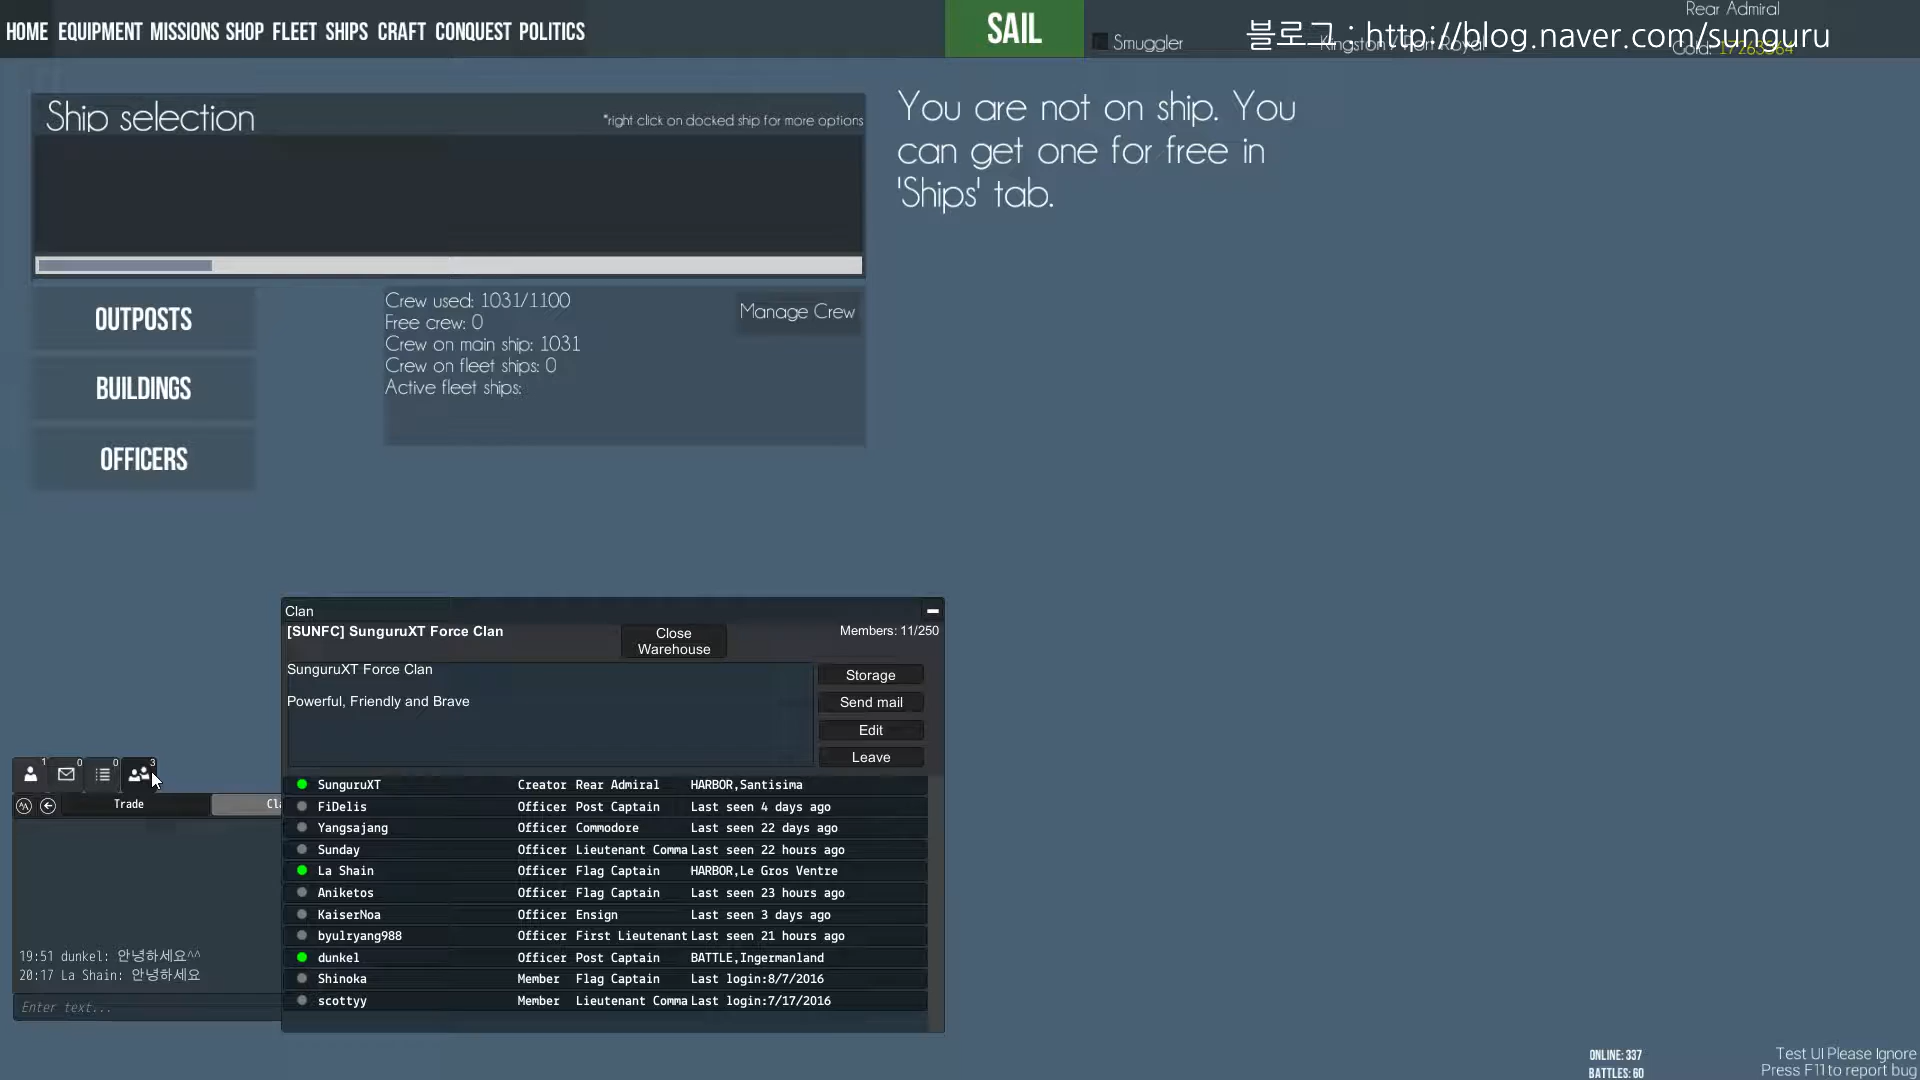 HOME EQUIPMENT MISSIONS SHOP FLEET SHIPS CRAFT CONQUEST POLITICS
SAIL
Smuggler
Rear Admiral
Kingston / Port Royal
Gold: 17263564
블로그 : http://blog.naver.com/sunguru
Ship selection
*right click on docked ship for more options
You are not on ship. You
can get one for free in
'Ships' tab.
OUTPOSTS
BUILDINGS
OFFICERS
Crew used: 1031/1100
Free crew: 0
Crew on main ship: 1031
Crew on fleet ships: 0
Active fleet ships:
Manage Crew
Clan
[SUNFC] SunguruXT Force Clan
Close
Warehouse
Members: 11/250
SunguruXT Force Clan
Powerful, Friendly and Brave
Storage
Send mail
Edit
Leave
SunguruXT Creator Rear Admiral HARBOR,Santisima
FiDelis Officer Post Captain Last seen 4 days ago
Yangsajang Officer Commodore Last seen 22 days ago
Sunday Officer Lieutenant Comma Last seen 22 hours ago
La Shain Officer Flag Captain HARBOR,Le Gros Ventre
Aniketos Officer Flag Captain Last seen 23 hours ago
KaiserNoa Officer Ensign Last seen 3 days ago
byulryang988 Officer First Lieutenant Last seen 21 hours ago
dunkel Officer Post Captain BATTLE,Ingermanland
Shinoka Member Flag Captain Last login:8/7/2016
scottyy Member Lieutenant Comma Last login:7/17/2016
1 0 0 3
Trade
Cla
19:51 dunkel: 안녕하세요^^
20:17 La Shain: 안녕하세요
Enter text...
ONLINE: 337
BATTLES: 60
Test UI Please Ignore
Press F11 to report bug